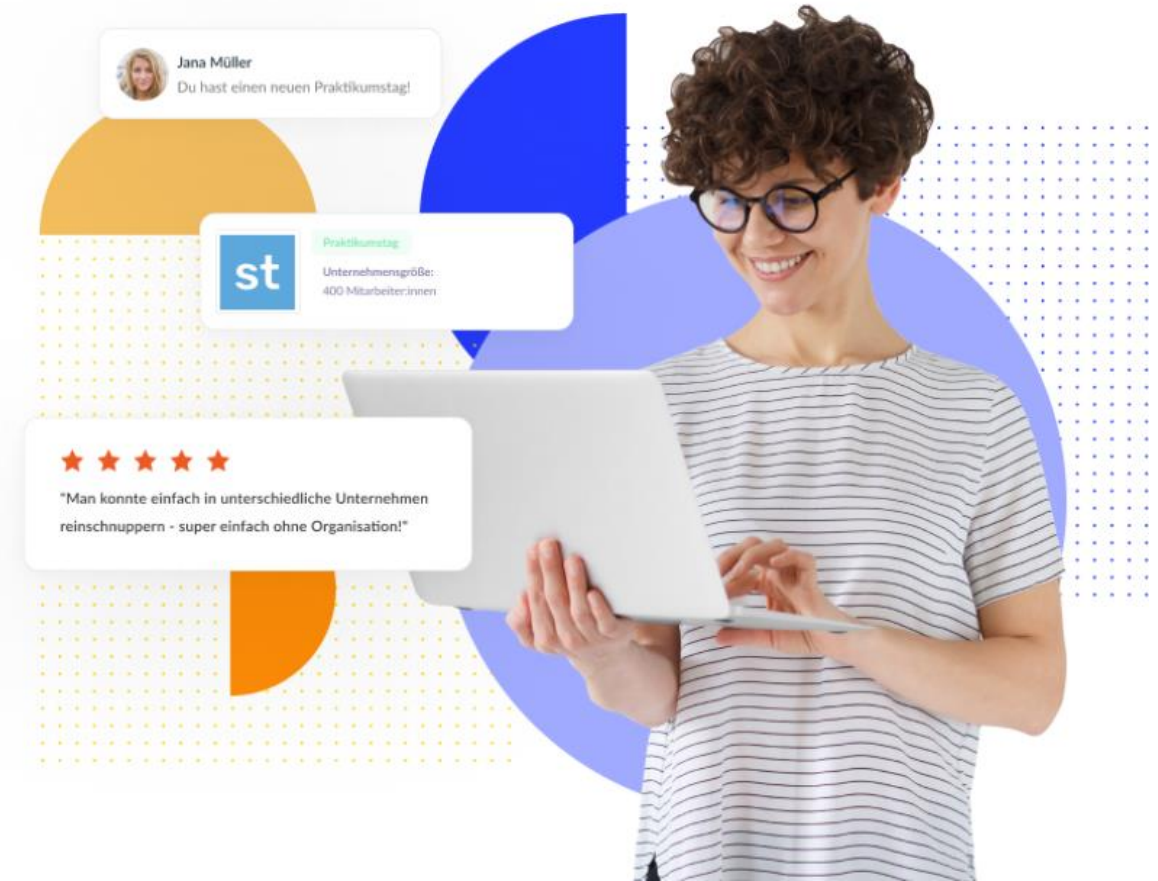 Jana Müller
Du hast einen neuen Praktikumstag!
st
Praktikumstag
Unternehmensgröße:
400 Mitarbeiter:innen
"Man konnte einfach in unterschiedliche Unternehmen
reinschnuppern - super einfach ohne Organisation!"